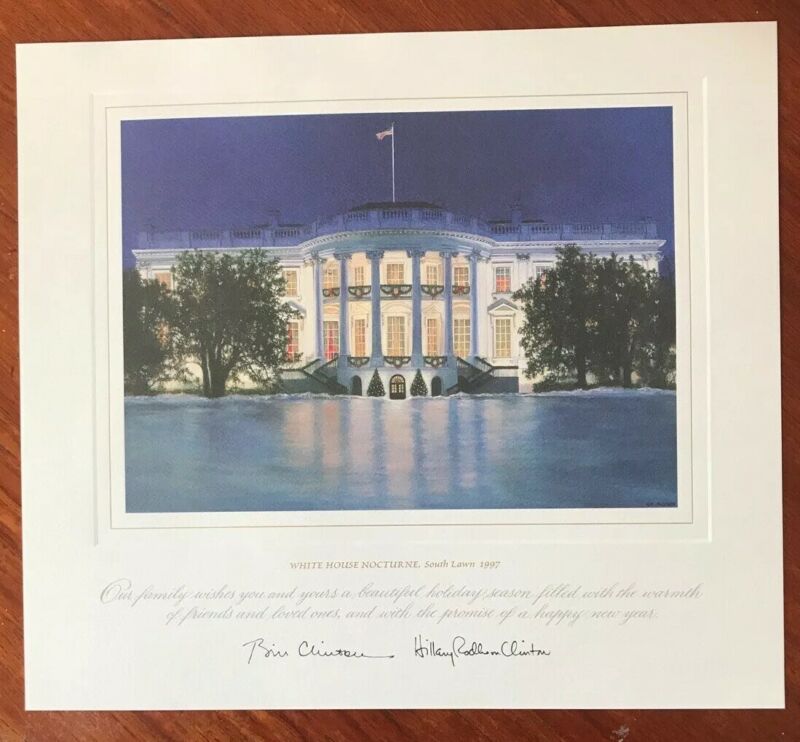 WHITE HOUSE NOCTURNE, South Lawn 1997
Our family wishes you and yours a beautiful holiday season filled with the warmth
of friends and loved ones, and with the promise of a happy new year.
Bill Clinton Hillary Rodham Clinton